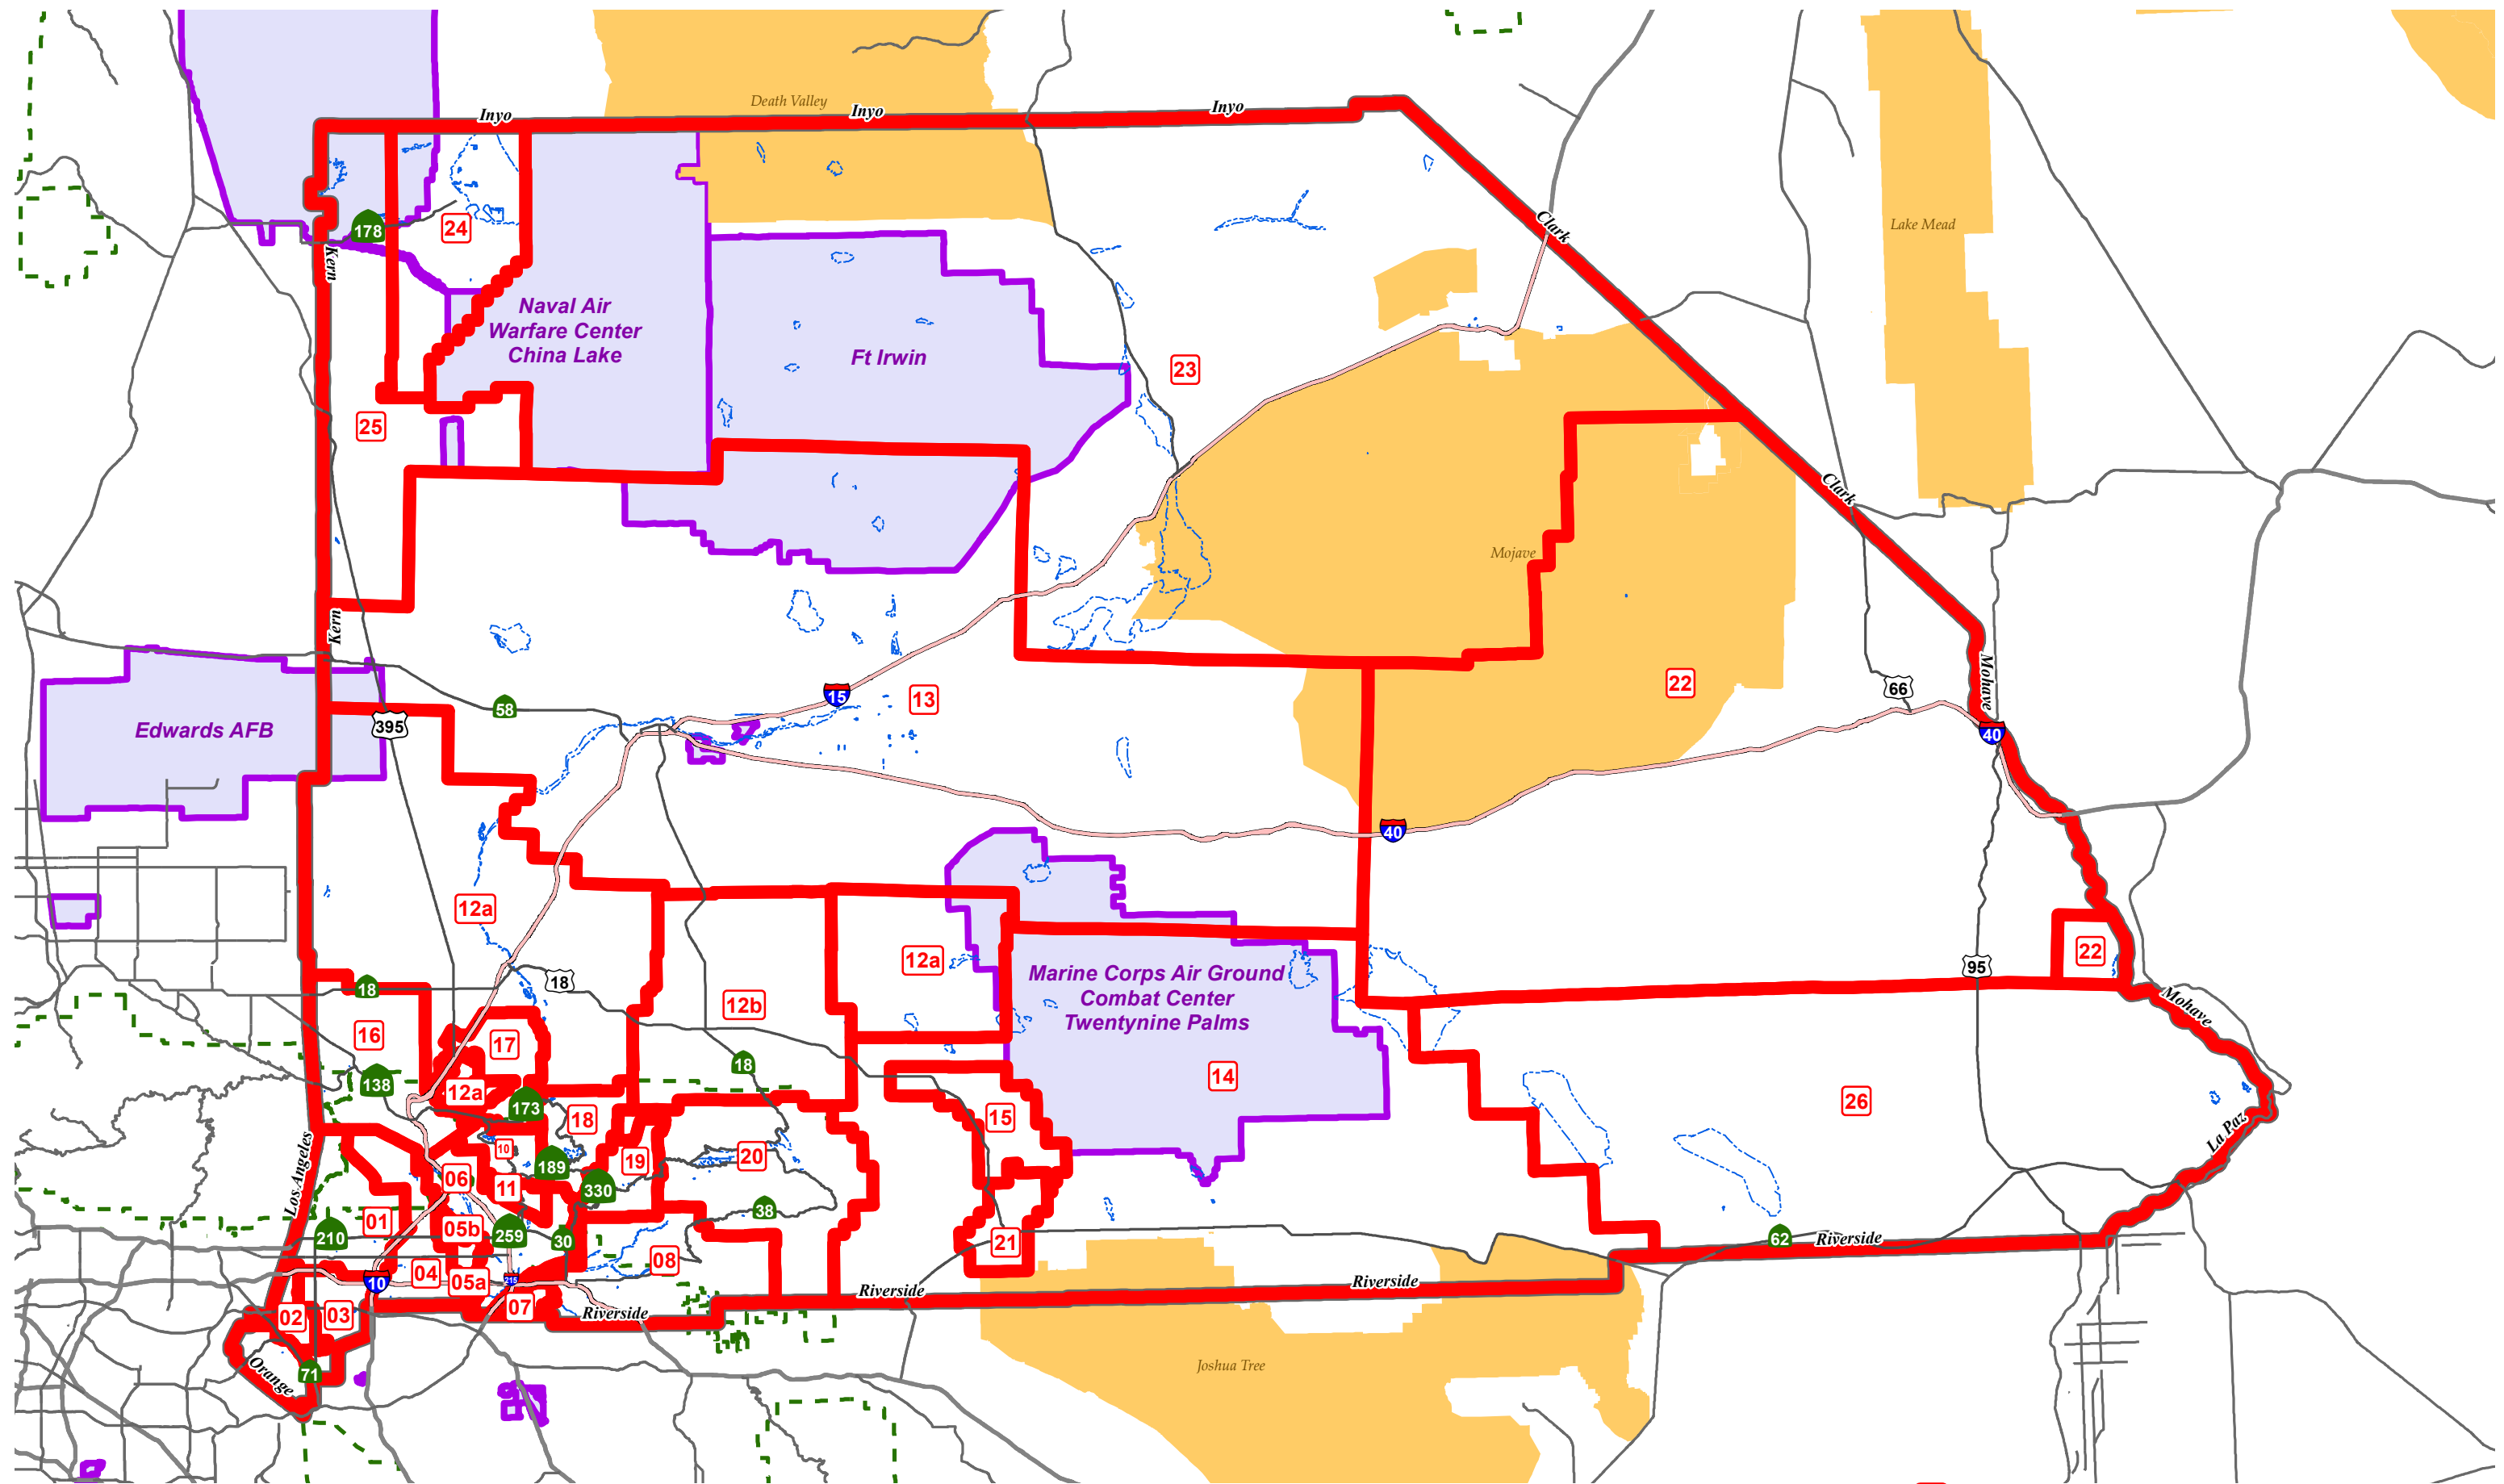 Death Valley
Inyo
Inyo
Inyo
Clark
Lake Mead
178
24
Kern
Naval Air
Warfare Center
China Lake
Ft Irwin
23
25
Clark
Mojave
Kern
Edwards AFB
395
58
15
13
22
66
Mohave
40
40
12a
18
12a
Marine Corps Air Ground
Combat Center
Twentynine Palms
95
22
18
12b
Mohave
16
17
18
138
12a
173
18
14
15
26
10
189
19
20
La Paz
Los Angeles
06
11
330
01
05b
259
38
210
30
08
21
62
Riverside
04
05a
215
10
Riverside
Riverside
02
03
07
Riverside
71
Orange
Joshua Tree